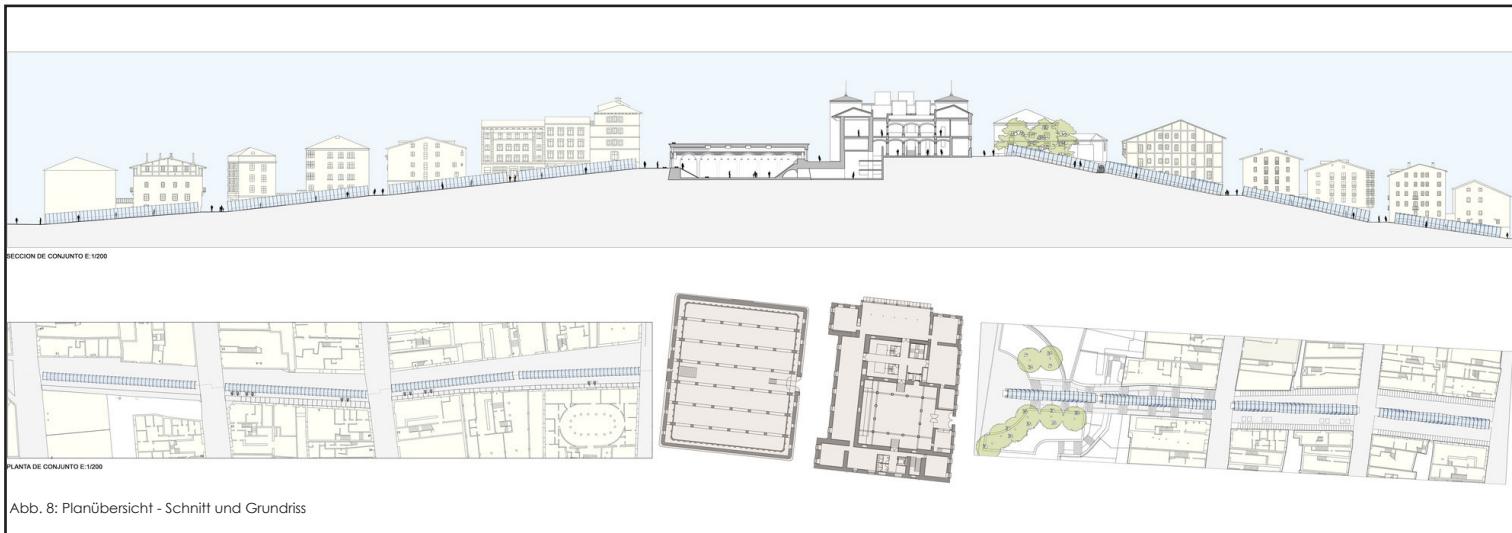 SECCION DE CONJUNTO E:1/200
PLANTA DE CONJUNTO E:1/200
Abb. 8: Planübersicht - Schnitt und Grundriss